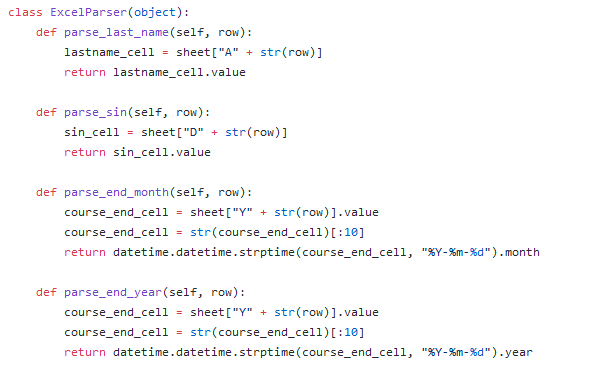 class ExcelParser(object):
    def parse_last_name(self, row):
        lastname_cell = sheet["A" + str(row)]
        return lastname_cell.value

    def parse_sin(self, row):
        sin_cell = sheet["D" + str(row)]
        return sin_cell.value

    def parse_end_month(self, row):
        course_end_cell = sheet["Y" + str(row)].value
        course_end_cell = str(course_end_cell)[:10]
        return datetime.datetime.strptime(course_end_cell, "%Y-%m-%d").month

    def parse_end_year(self, row):
        course_end_cell = sheet["Y" + str(row)].value
        course_end_cell = str(course_end_cell)[:10]
        return datetime.datetime.strptime(course_end_cell, "%Y-%m-%d").year